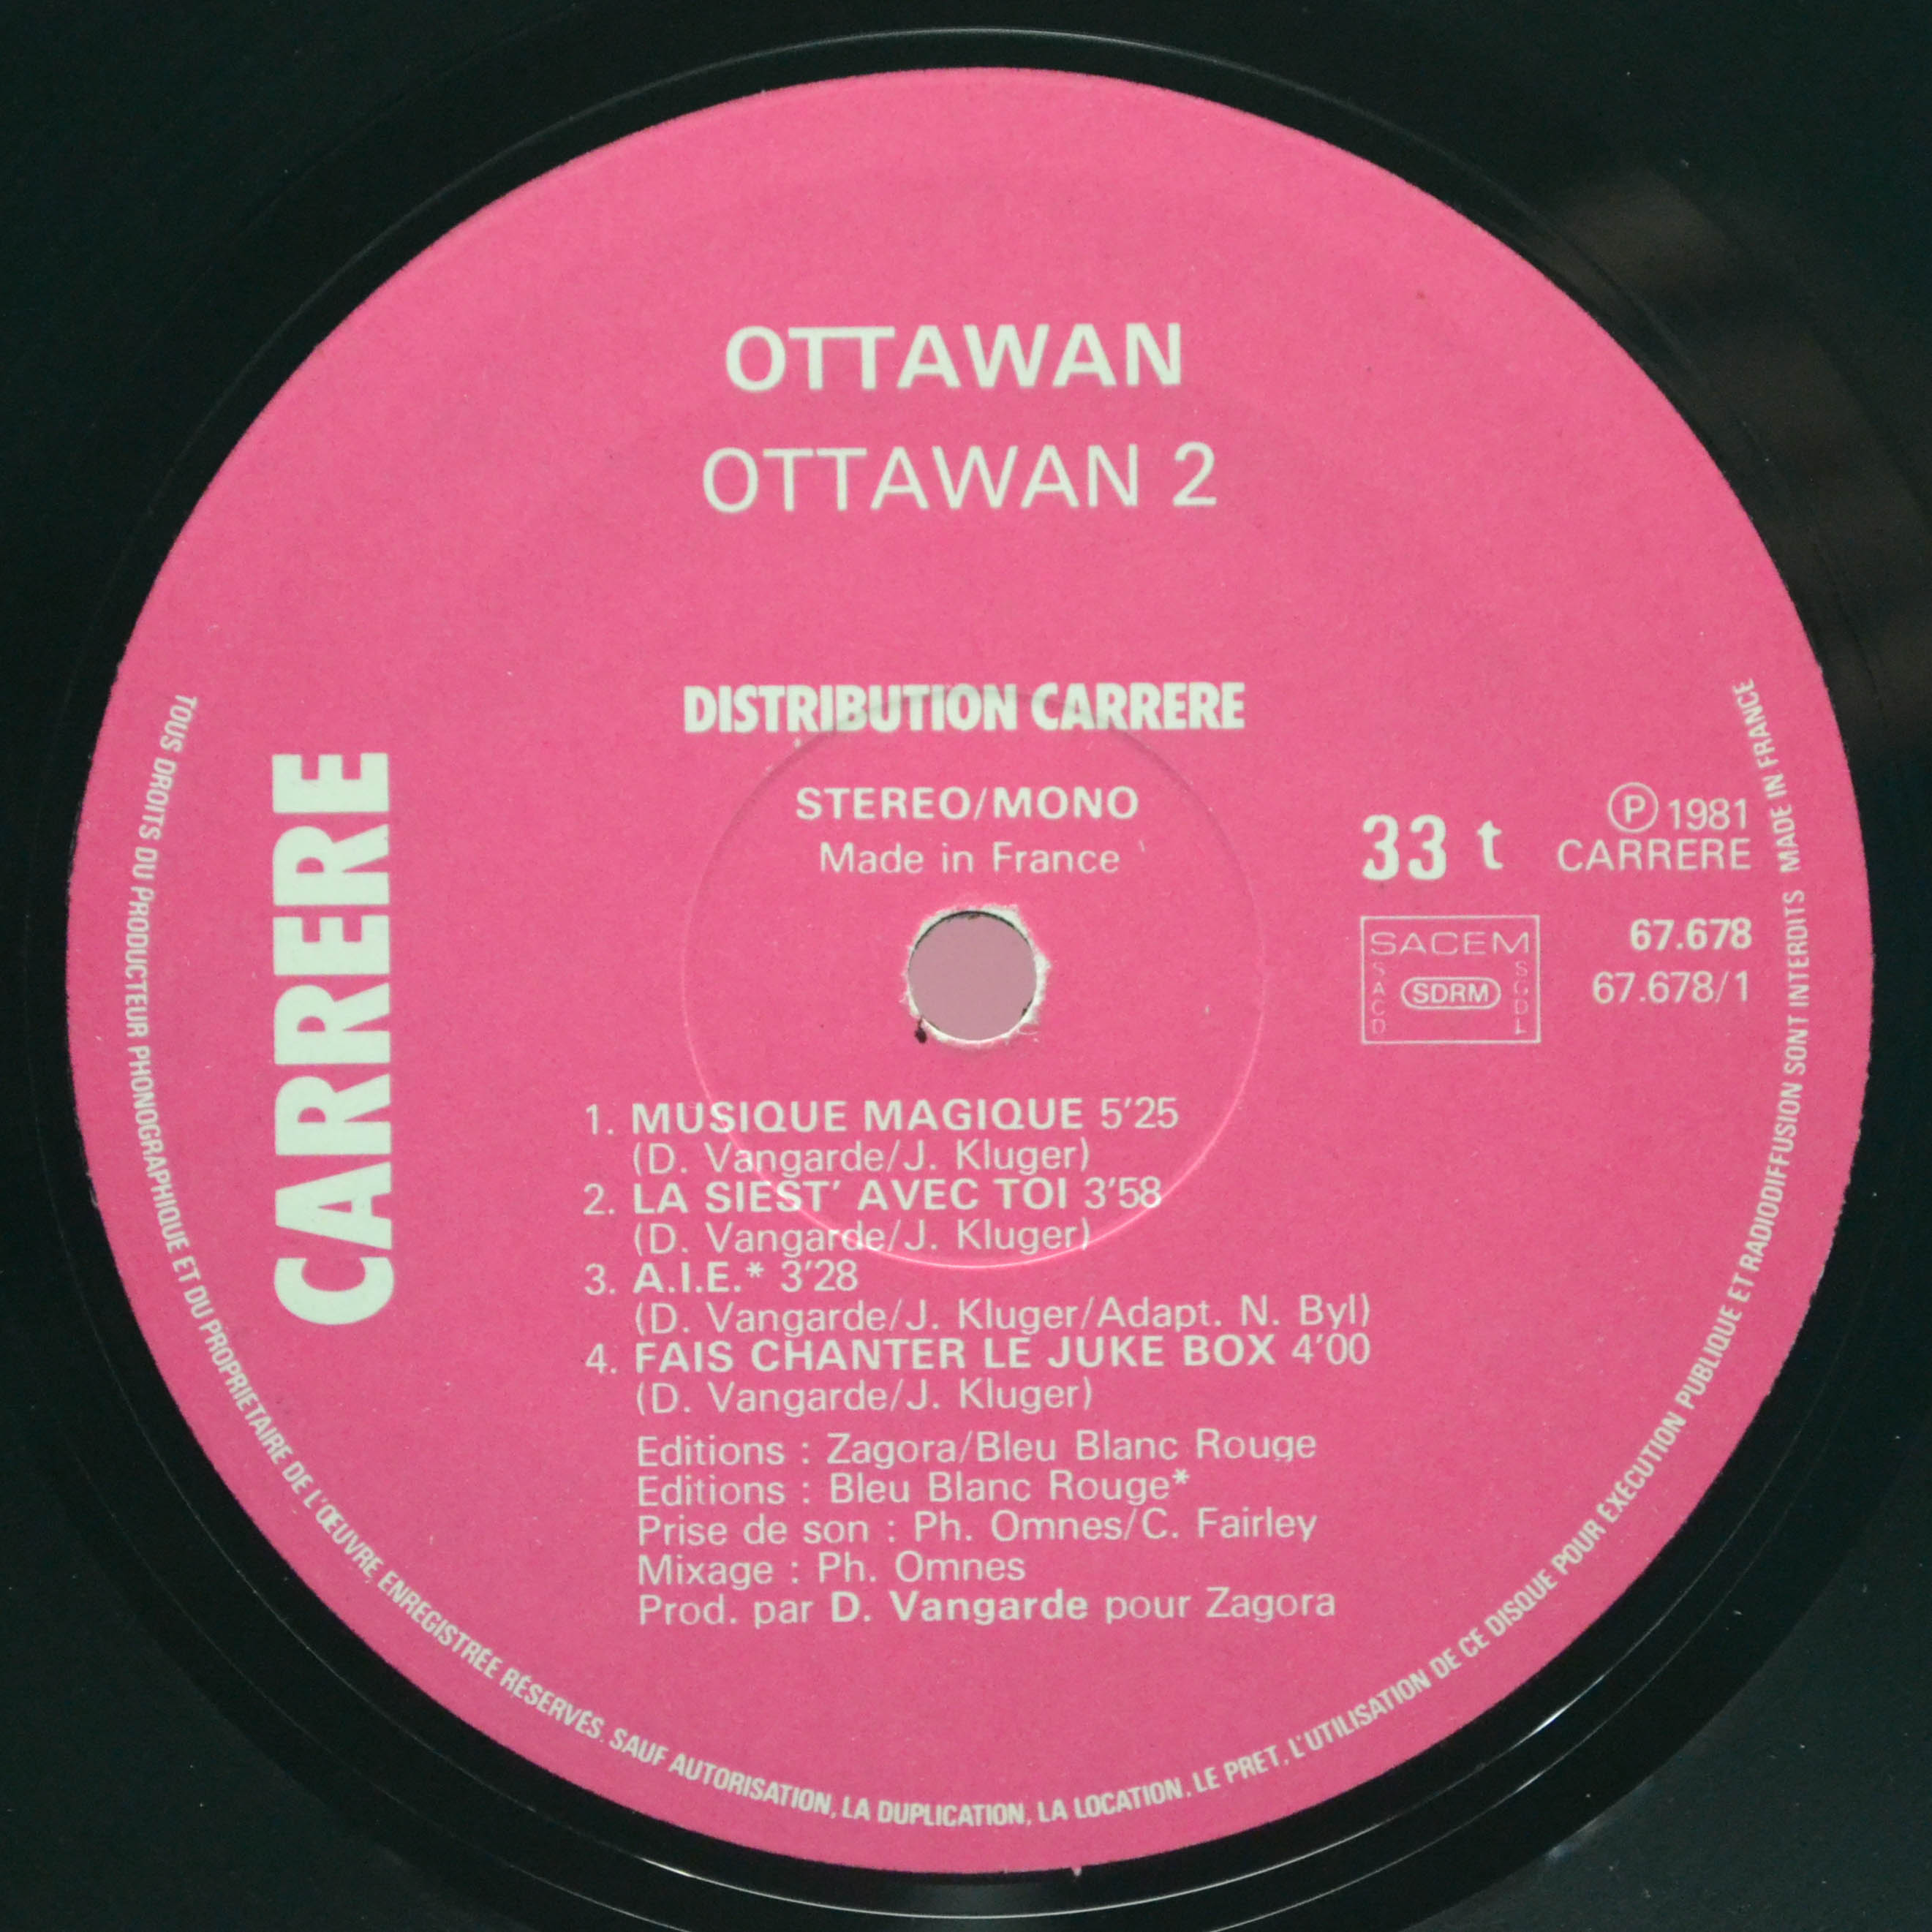 OTTAWAN
OTTAWAN 2
DISTRIBUTION CARRERE
STEREO/MONO
Made in France
33 t
Ⓟ 1981
CARRERE
67.678
67.678/1
SACEM
SACD
SDRM
SGDL
CARRERE
1. MUSIQUE MAGIQUE 5'25
(D. Vangarde/J. Kluger)
2. LA SIEST' AVEC TOI 3'58
(D. Vangarde/J. Kluger)
3. A.I.E.* 3'28
(D. Vangarde/J. Kluger/Adapt. N. Byl)
4. FAIS CHANTER LE JUKE BOX 4'00
(D. Vangarde/J. Kluger)
Editions : Zagora/Bleu Blanc Rouge
Editions : Bleu Blanc Rouge*
Prise de son : Ph. Omnes/C. Fairley
Mixage : Ph. Omnes
Prod. par D. Vangarde pour Zagora
TOUS DROITS DU PRODUCTEUR PHONOGRAPHIQUE ET DU PROPRIETAIRE DE L'ŒUVRE ENREGISTRÉE RÉSERVÉS. SAUF AUTORISATION, LA DUPLICATION, LA LOCATION, LE PRET, L'UTILISATION DE CE DISQUE POUR EXÉCUTION PUBLIQUE ET RADIODIFFUSION SONT INTERDITS MADE IN FRANCE